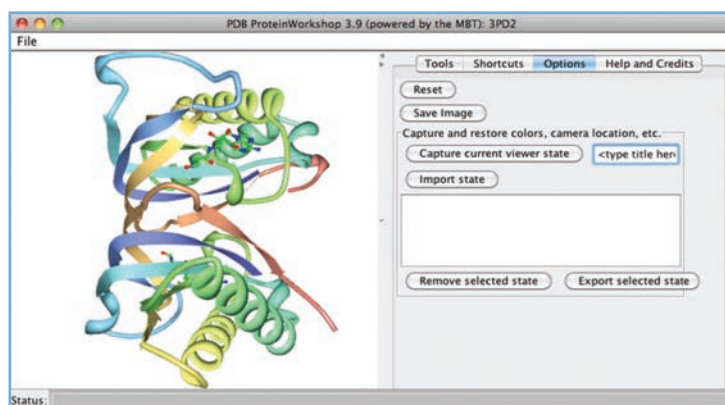 PDB ProteinWorkshop 3.9 (powered by the MBT): 3PD2
File
Tools Shortcuts Options Help and Credits
Reset
Save Image
Capture and restore colors, camera location, etc.
Capture current viewer state <type title her
Import state
Remove selected state Export selected state
Status: